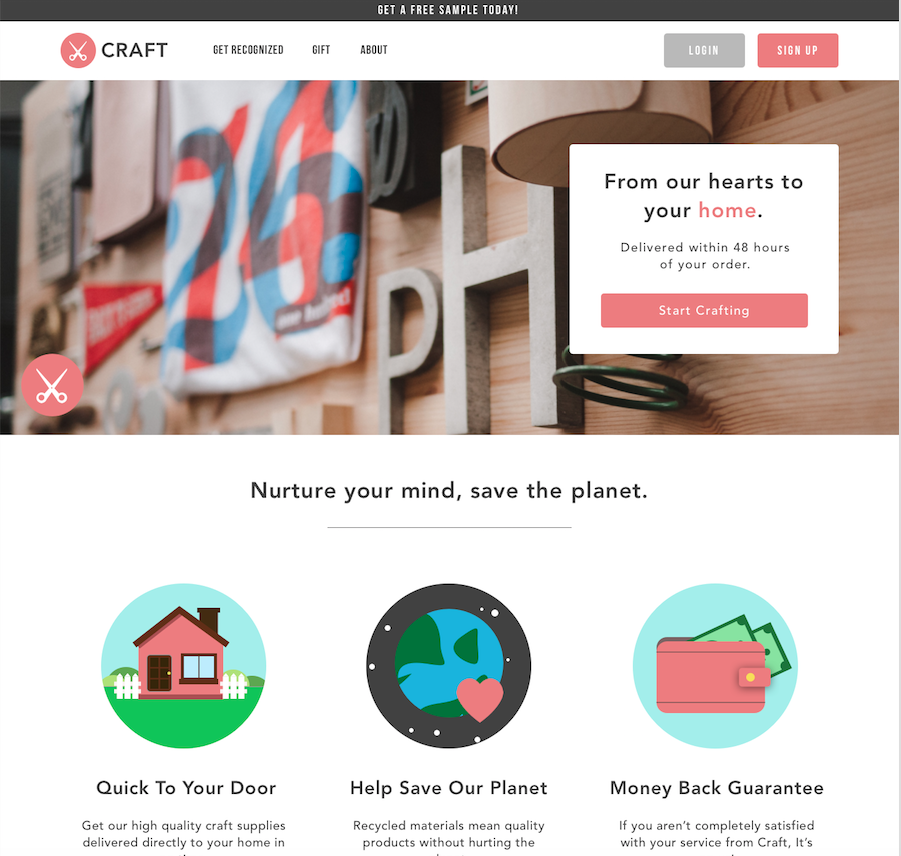 GET A FREE SAMPLE TODAY!
CRAFT
GET RECOGNIZED
GIFT
ABOUT
LOGIN
SIGN UP
26
PH
From our hearts to
your home.
Delivered within 48 hours
of your order.
Start Crafting
Nurture your mind, save the planet.
Quick To Your Door
Help Save Our Planet
Money Back Guarantee
Get our high quality craft supplies
delivered directly to your home in
Recycled materials mean quality
products without hurting the
If you aren’t completely satisfied
with your service from Craft, It’s